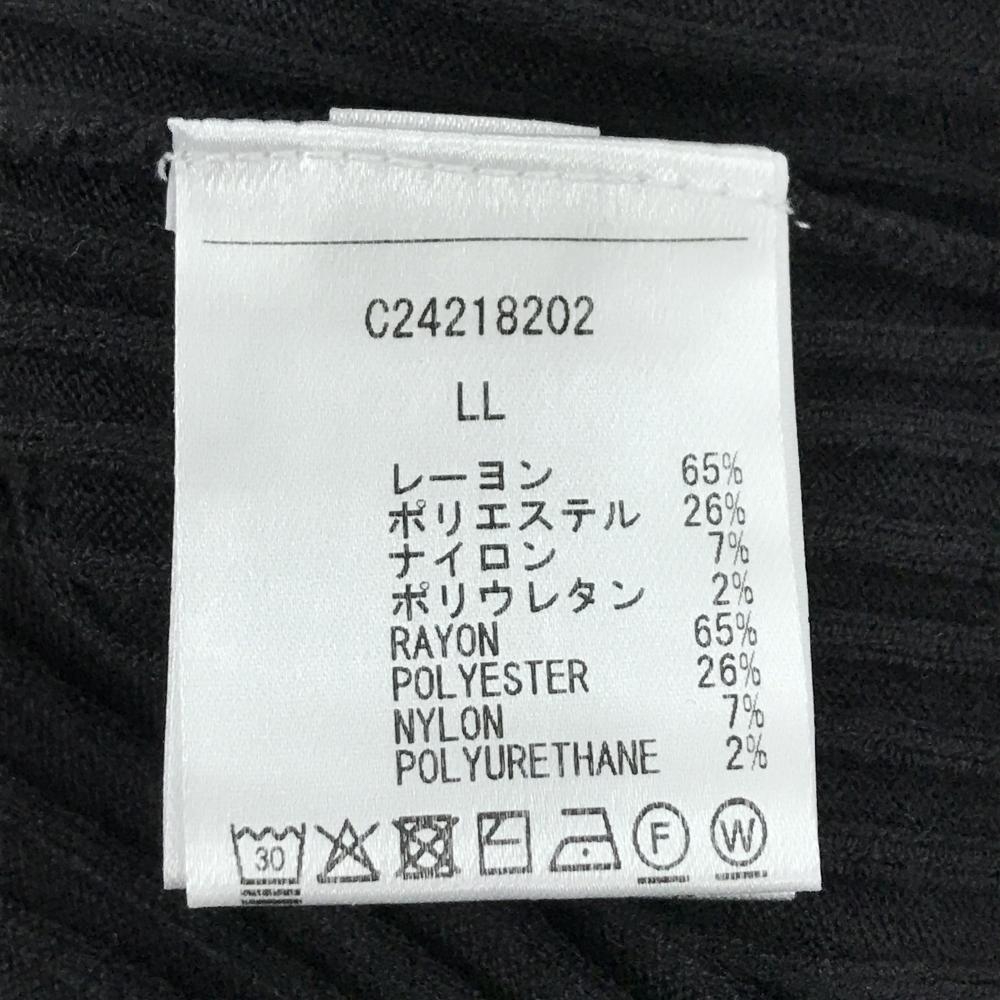 C24218202
LL
レーヨン 65%
ポリエステル 26%
ナイロン 7%
ポリウレタン 2%
RAYON 65%
POLYESTER 26%
NYLON 7%
POLYURETHANE 2%
30 F W